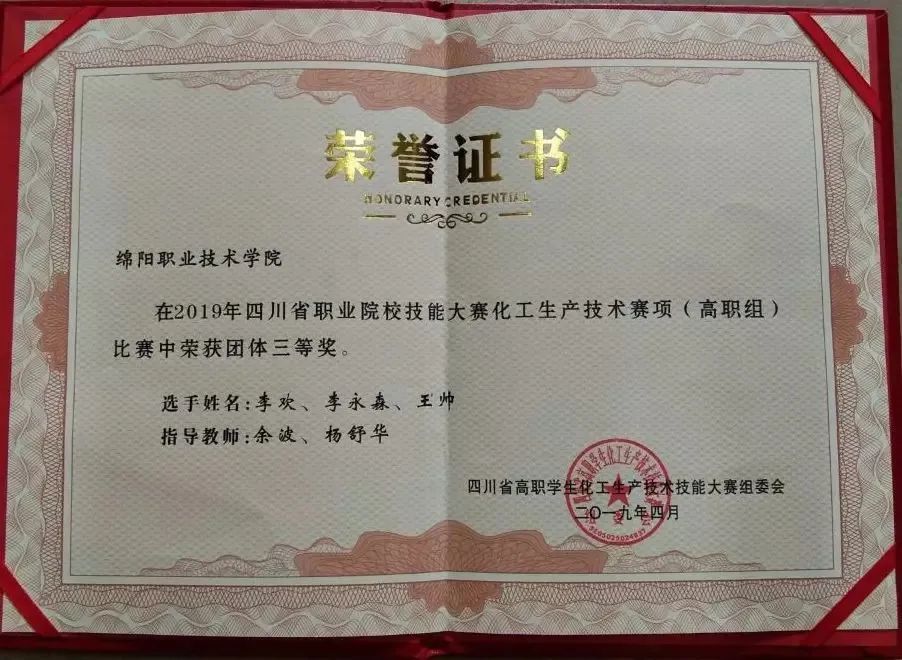 荣誉证书
HONORARY CREDENTIAL
绵阳职业技术学院
在2019年四川省职业院校技能大赛化工生产技术赛项（高职组）
比赛中荣获团体三等奖。
选手姓名:李欢、李永森、王帅
指导教师:余波、杨舒华
四川省高职学生化工生产技术技能大赛组委会
二〇一九年四月